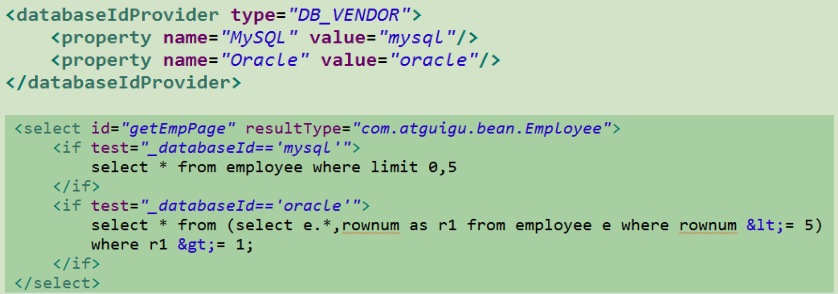 <databaseIdProvider type="DB_VENDOR">
    <property name="MySQL" value="mysql"/>
    <property name="Oracle" value="oracle"/>
</databaseIdProvider>
<select id="getEmpPage" resultType="com.atguigu.bean.Employee">
    <if test="_databaseId=='mysql'">
        select * from employee where limit 0,5
    </if>
    <if test="_databaseId=='oracle'">
        select * from (select e.*,rownum as r1 from employee e where rownum &lt;= 5)
        where r1 &gt;= 1;
    </if>
</select>